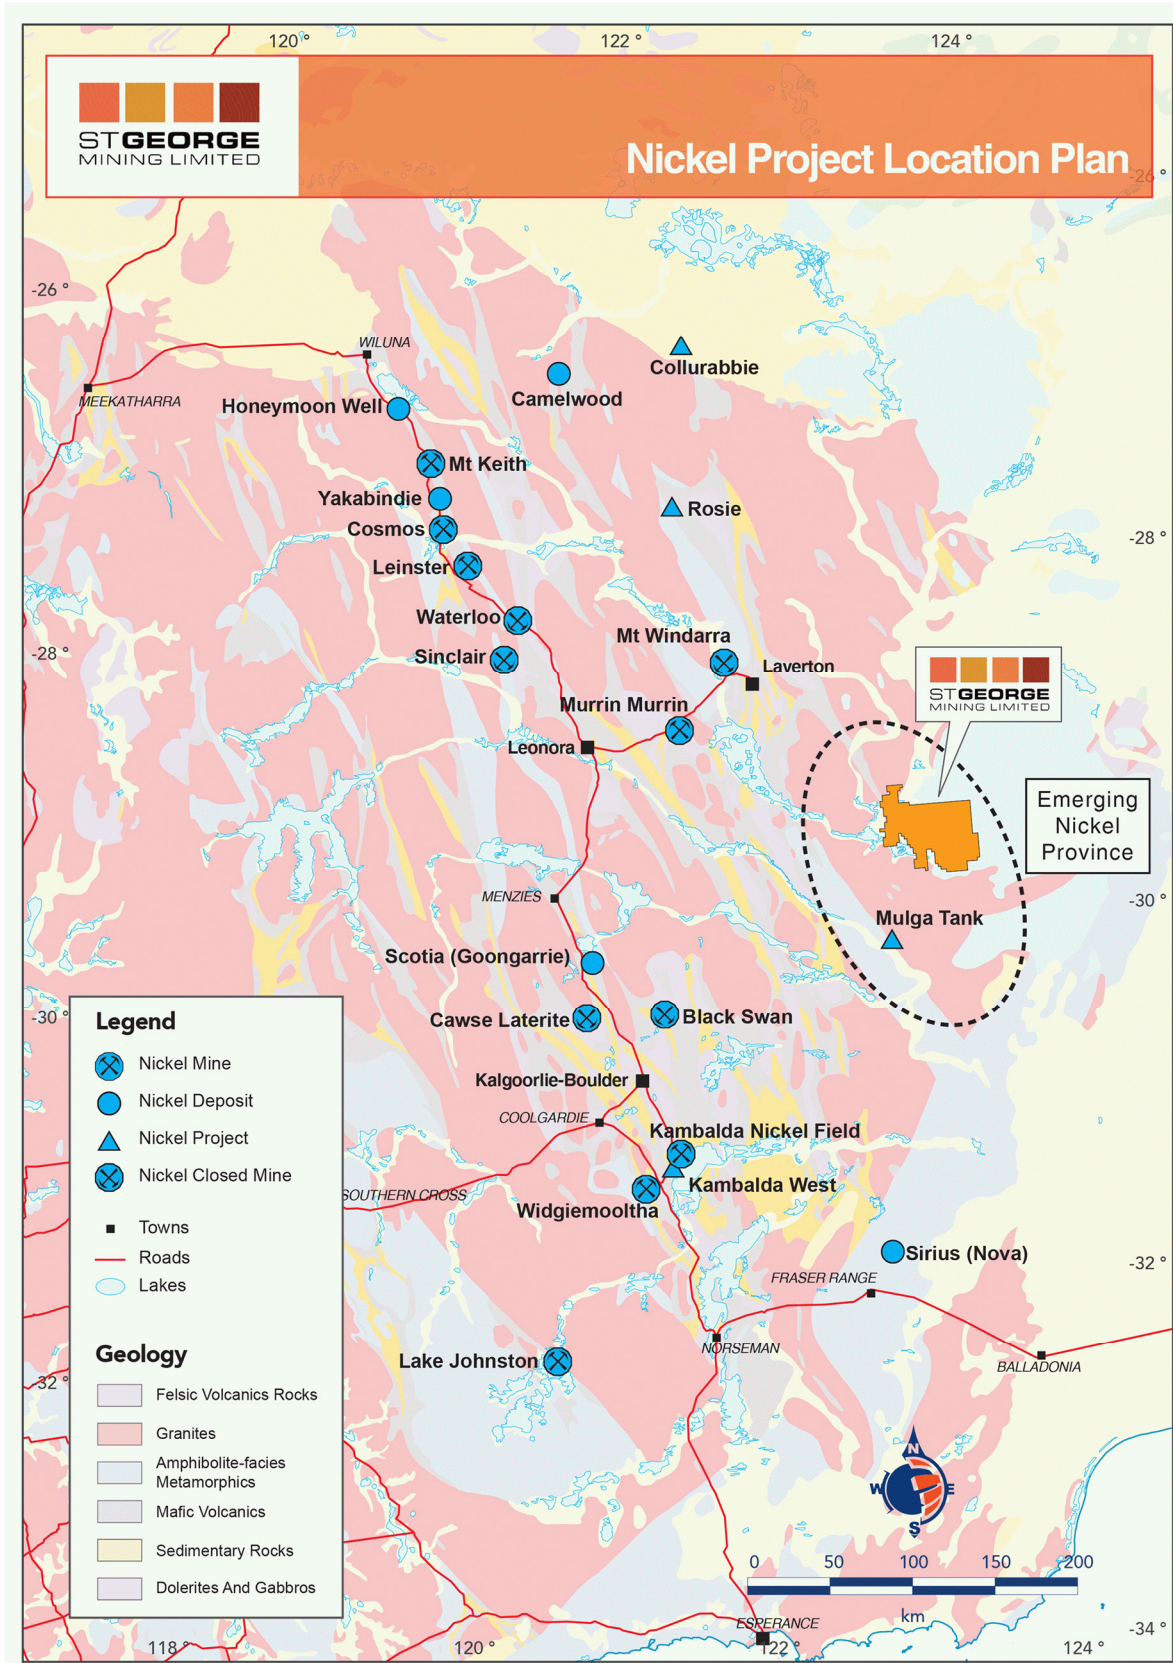 120 °
122 °
124 °
STGEORGE
MINING LIMITED
Nickel Project Location Plan
-26 °
-26 °
WILUNA
MEEKATHARRA
Collurabbie
Camelwood
Honeymoon Well
Mt Keith
Yakabindie
Rosie
Cosmos
-28 °
Leinster
Waterloo
Mt Windarra
-28 °
Sinclair
Laverton
STGEORGE
MINING LIMITED
Murrin Murrin
Leonora
Emerging
Nickel
Province
MENZIES
-30 °
Mulga Tank
Scotia (Goongarrie)
-30 °
Cawse Laterite
Black Swan
Kalgoorlie-Boulder
COOLGARDIE
Kambalda Nickel Field
Kambalda West
SOUTHERN CROSS
Widgiemooltha
Sirius (Nova)
-32 °
FRASER RANGE
NORSEMAN
BALLADONIA
Lake Johnston
-32 °
Legend
Nickel Mine
Nickel Deposit
Nickel Project
Nickel Closed Mine
Towns
Roads
Lakes
Geology
Felsic Volcanics Rocks
Granites
Amphibolite-facies
Metamorphics
Mafic Volcanics
Sedimentary Rocks
Dolerites And Gabbros
N
W E
S
0 50 100 150 200
km
ESPERANCE
-34 °
118 °
120 °
122 °
124 °